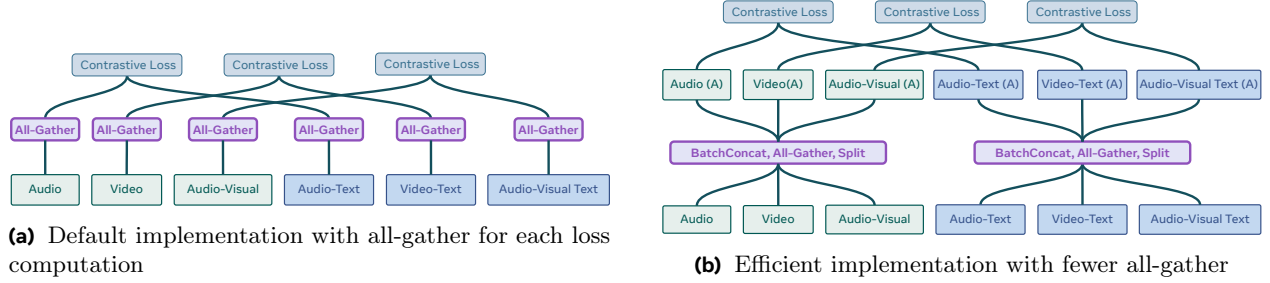 Contrastive Loss Contrastive Loss Contrastive Loss
All-Gather All-Gather All-Gather All-Gather All-Gather All-Gather
Audio Video Audio-Visual Audio-Text Video-Text Audio-Visual Text
(a) Default implementation with all-gather for each loss
computation
Contrastive Loss Contrastive Loss Contrastive Loss
Audio (A) Video(A) Audio-Visual (A) Audio-Text (A) Video-Text (A) Audio-Visual Text (A)
BatchConcat, All-Gather, Split BatchConcat, All-Gather, Split
Audio Video Audio-Visual Audio-Text Video-Text Audio-Visual Text
(b) Efficient implementation with fewer all-gather